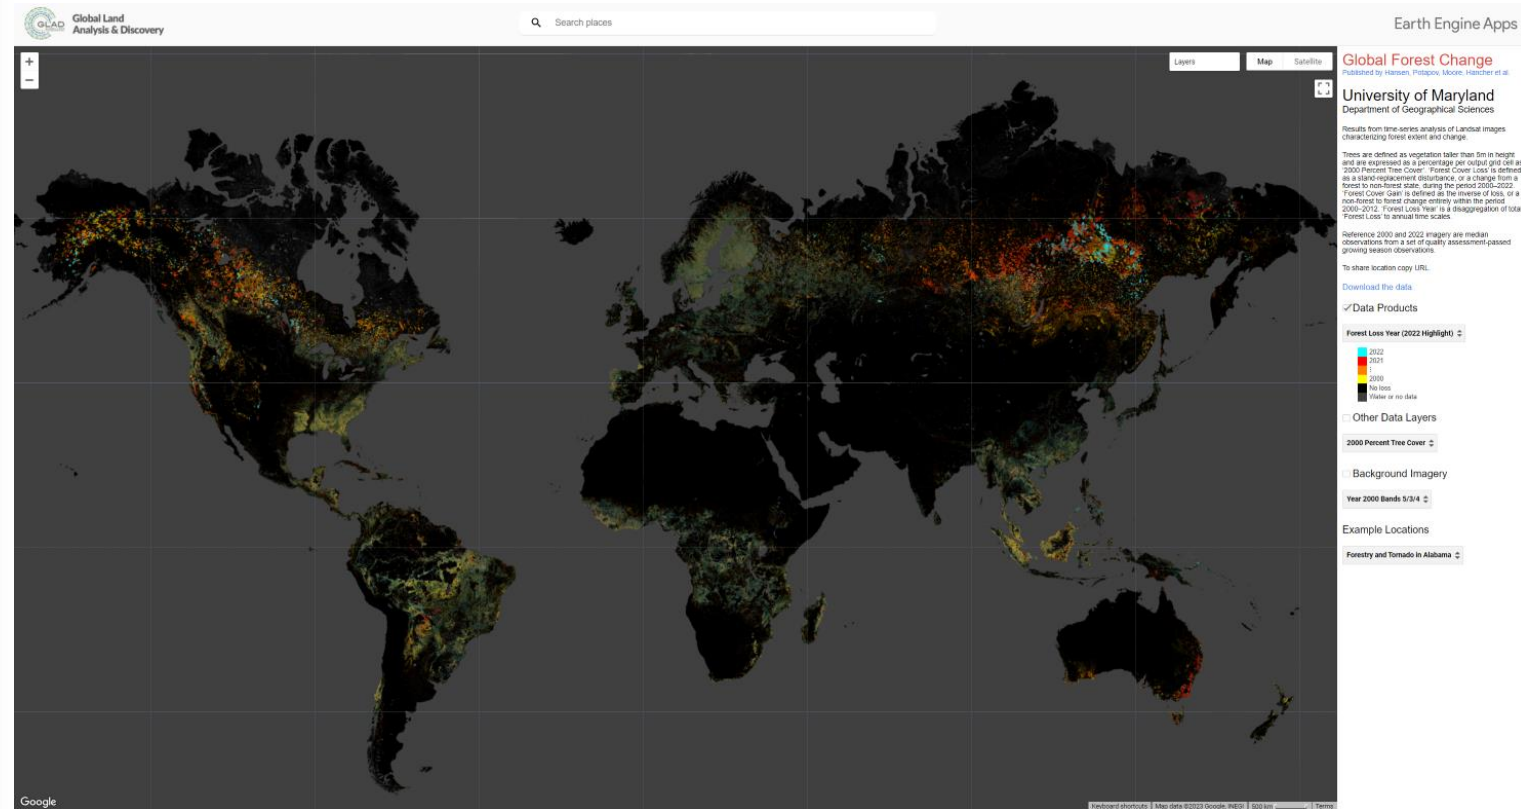 GLAD
Global Land
Analysis & Discovery
Search places
Earth Engine Apps
+
−
Layers
Map
Satellite
Global Forest Change
Published by Hansen, Potapov, Moore, Hancher et al.
University of Maryland
Department of Geographical Sciences
Results from time-series analysis of Landsat images
characterizing forest extent and change.
Trees are defined as vegetation taller than 5m in height
and are expressed as a percentage per output grid cell as
'2000 Percent Tree Cover'. 'Forest Cover Loss' is defined
as a stand-replacement disturbance, or a change from a
forest to non-forest state, during the period 2000–2022.
'Forest Cover Gain' is defined as the inverse of loss, or a
non-forest to forest change entirely within the period
2000–2012. 'Forest Loss Year' is a disaggregation of total
'Forest Loss' to annual time scales.
Reference 2000 and 2022 imagery are median
observations from a set of quality assessment-passed
growing season observations.
To share location copy URL.
Download the data
Data Products
Forest Loss Year (2022 Highlight)
2022
2021
:
2000
No loss
Water or no data
Other Data Layers
2000 Percent Tree Cover
Background Imagery
Year 2000 Bands 5/3/4
Example Locations
Forestry and Tornado in Alabama
Google
Keyboard shortcuts
Map data ©2023 Google, INEGI
500 km
Terms